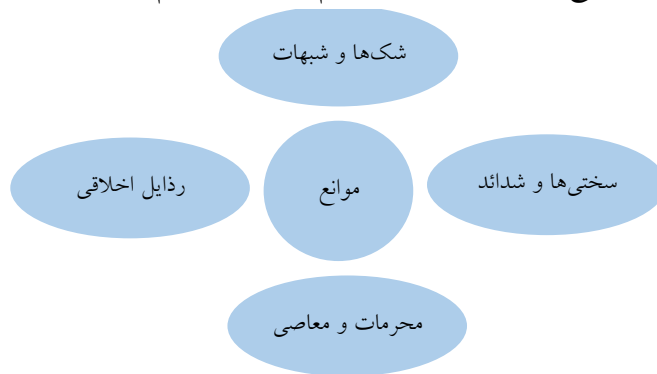 شک‌ها و شبهات
سختی‌ها و شدائد
موانع
رذایل اخلاقی
محرمات و معاصی